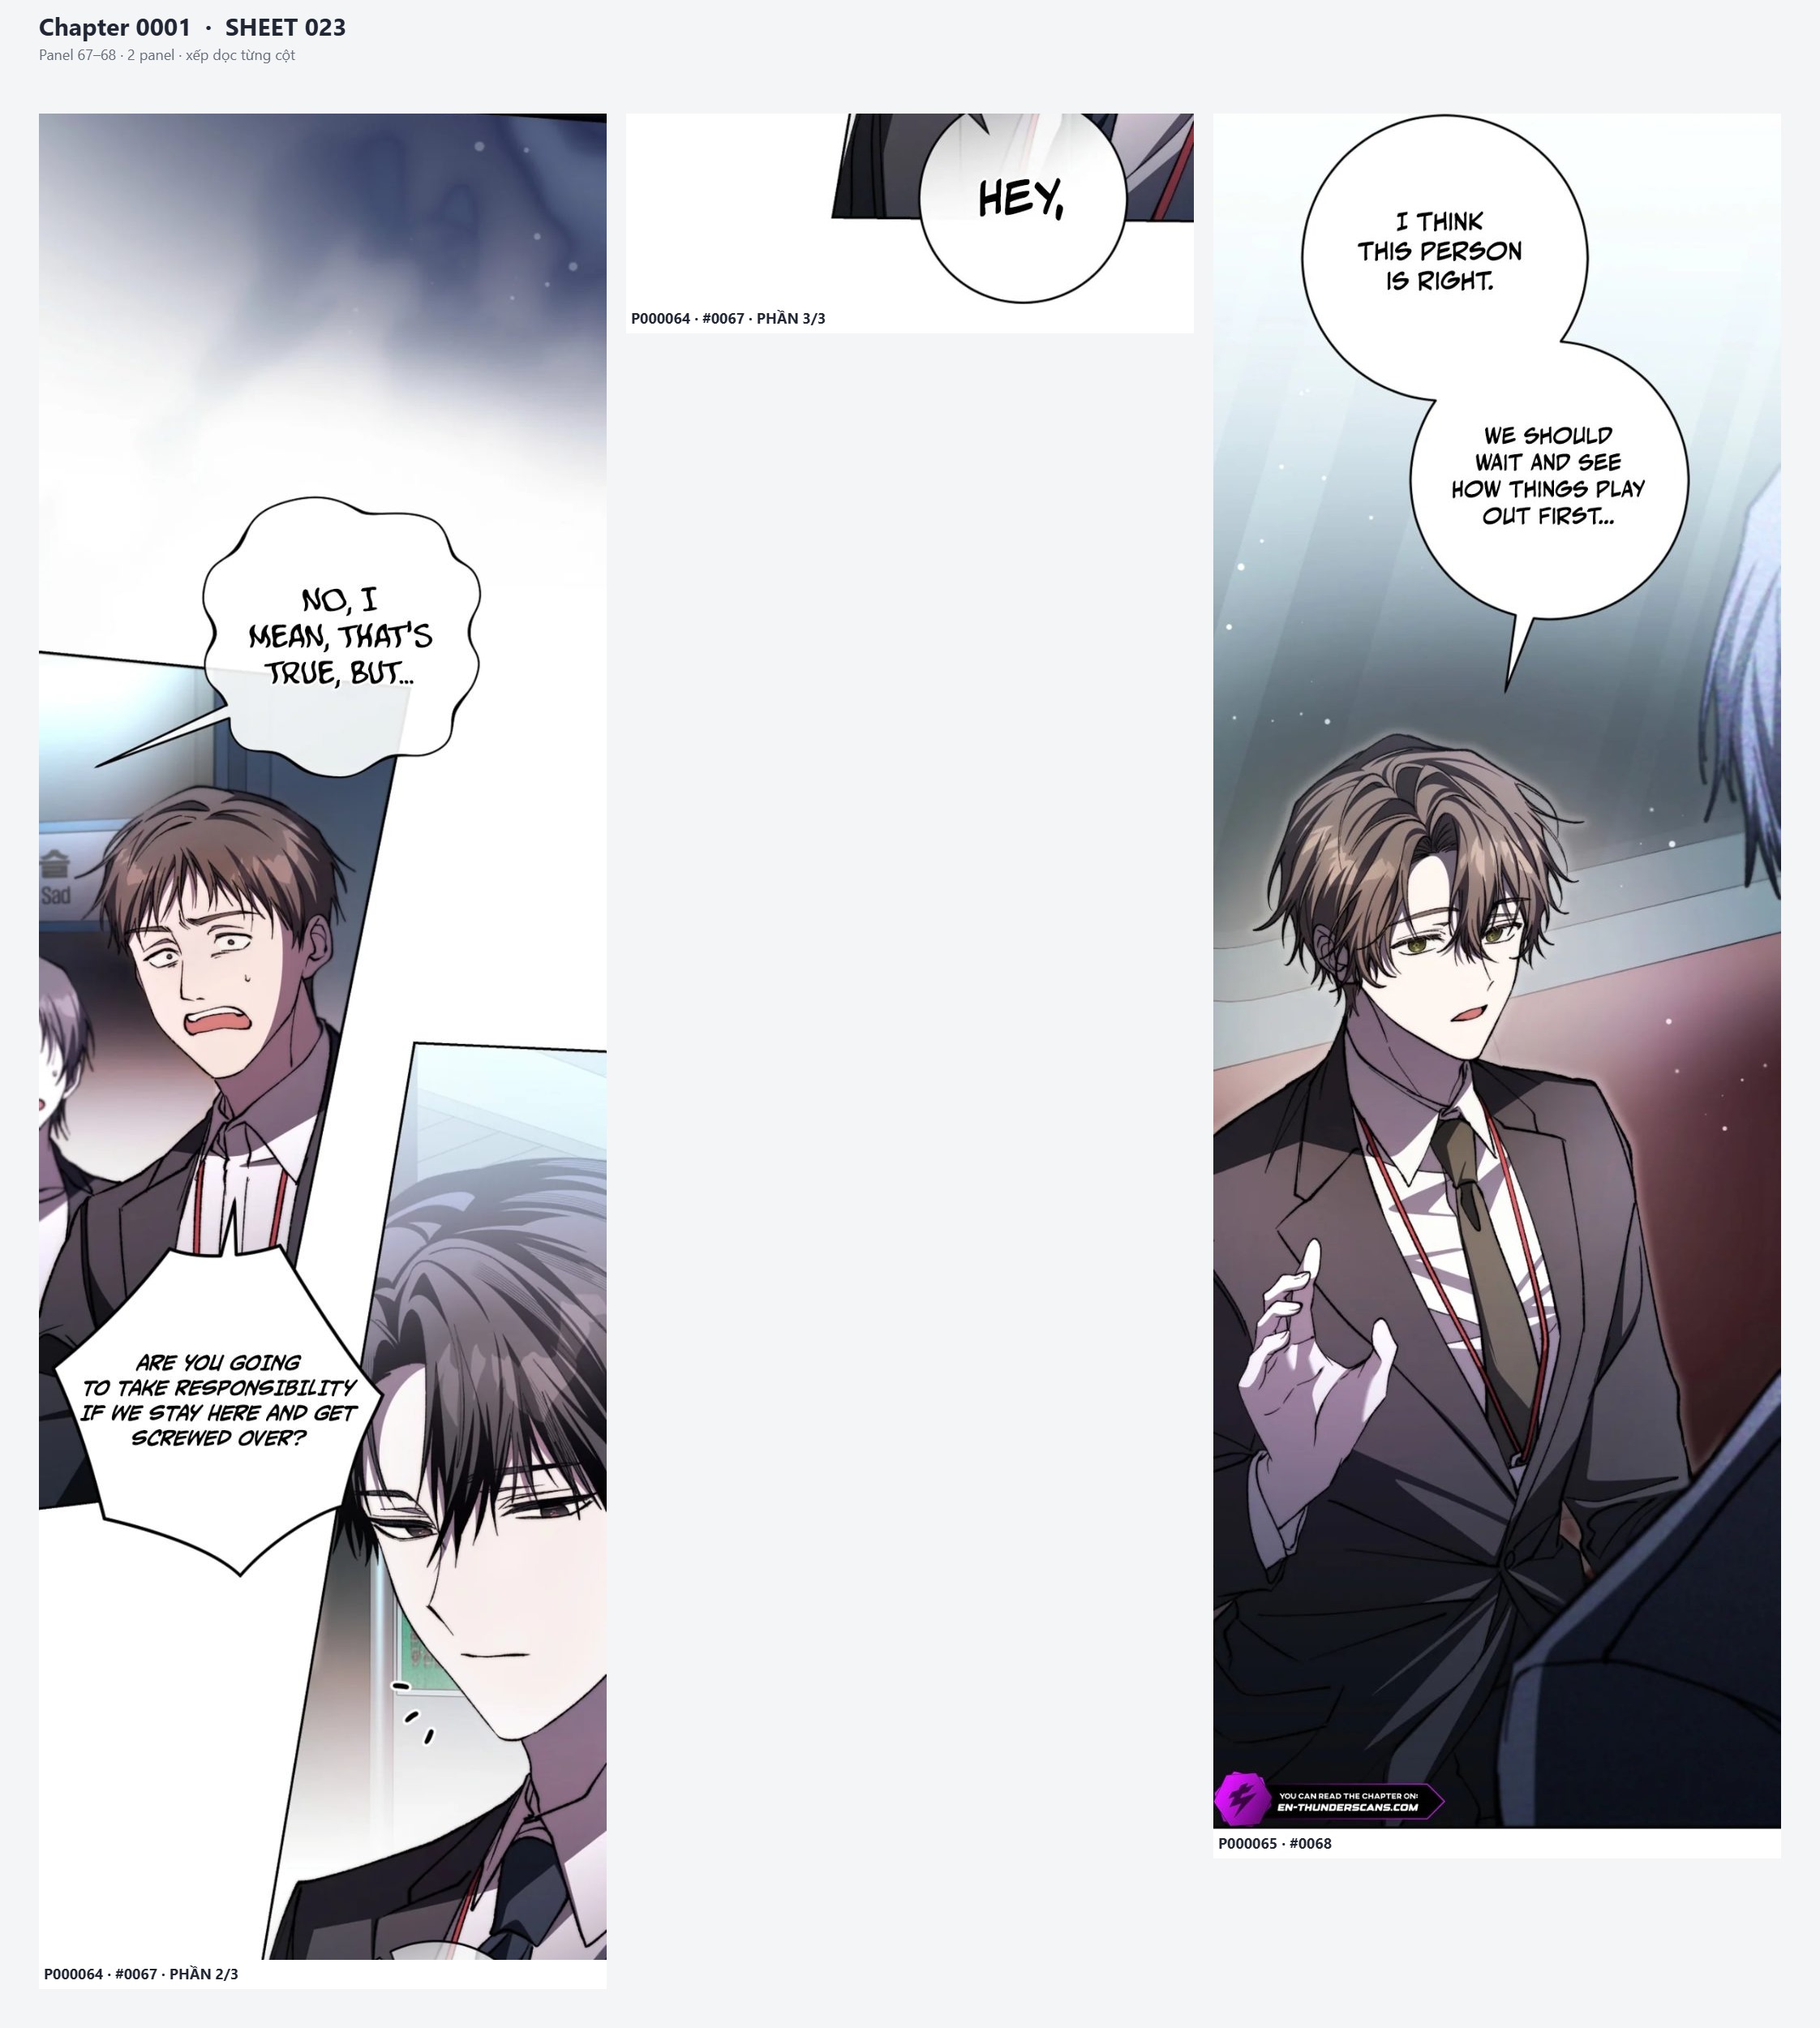 Chapter 0001 · SHEET 023
Panel 67–68 · 2 panel · xếp dọc từng cột
NO, I
MEAN, THAT'S
TRUE, BUT...
슬
Sad
ARE YOU GOING
TO TAKE RESPONSIBILITY
IF WE STAY HERE AND GET
SCREWED OVER?
P000064 · #0067 · PHẦN 2/3
HEY,
P000064 · #0067 · PHẦN 3/3
I THINK
THIS PERSON
IS RIGHT.
WE SHOULD
WAIT AND SEE
HOW THINGS PLAY
OUT FIRST...
YOU CAN READ THE CHAPTER ON:
EN-THUNDERSCANS.COM
P000065 · #0068